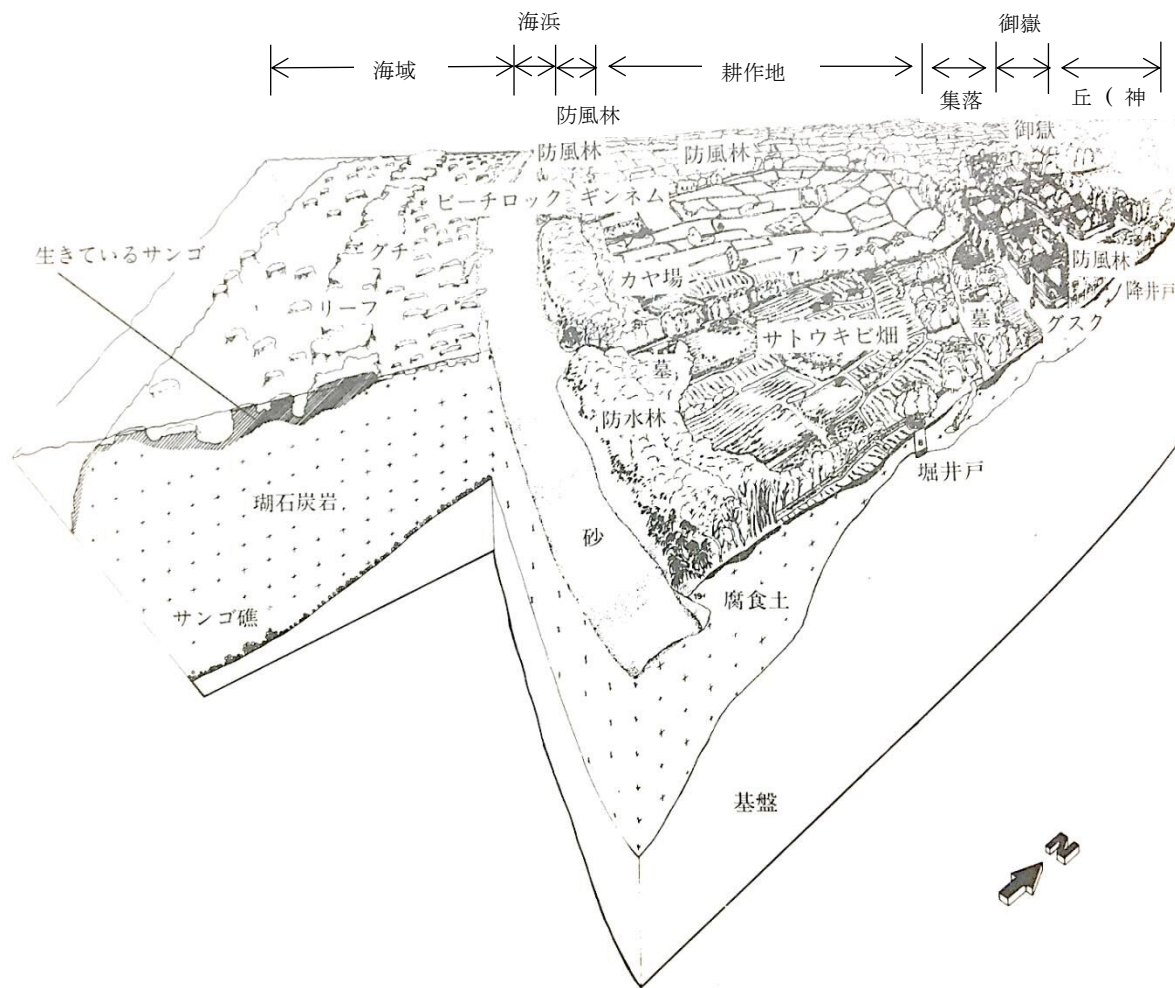 海浜
御嶽
海域
耕作地
防風林
集落
丘（神
防風林
防風林
御嶽
ビーチロック
ギンネム
生きているサンゴ
グチ
アジラ
防風林
カヤ場
リーフ
降井戸
グスク
サトウキビ畑
墓
墓
防水林
堀井戸
瑚石炭岩
砂
腐食土
サンゴ礁
基盤
N